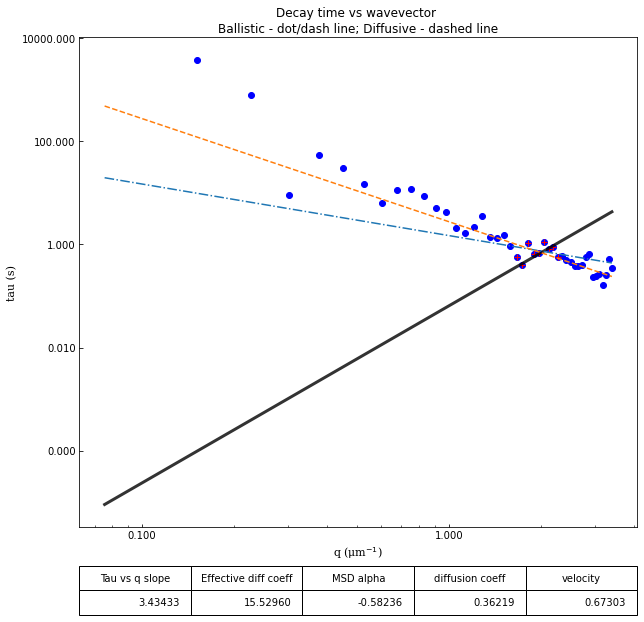 Decay time vs wavevector
Ballistic - dot/dash line; Diffusive - dashed line
10000.000
100.000
1.000
0.010
0.000
tau (s)
0.100 1.000
q (μm⁻¹)
Tau vs q slope Effective diff coeff MSD alpha diffusion coeff velocity
3.43433 15.52960 -0.58236 0.36219 0.67303